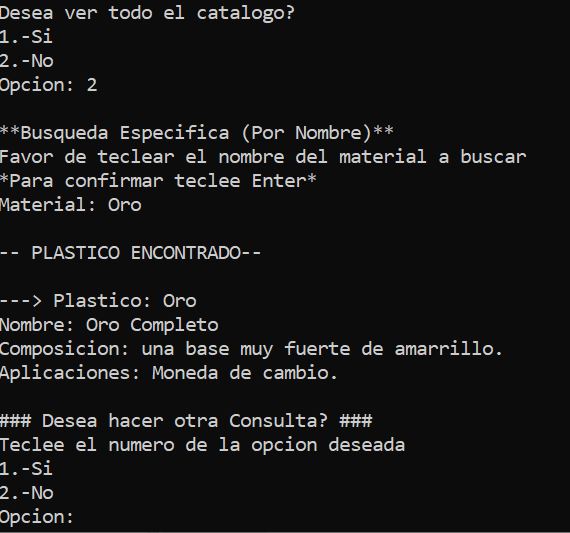 Desea ver todo el catalogo?
1.-Si
2.-No
Opcion: 2
**Busqueda Especifica (Por Nombre)**
Favor de teclear el nombre del material a buscar
*Para confirmar teclee Enter*
Material: Oro
-- PLASTICO ENCONTRADO--
---> Plastico: Oro
Nombre: Oro Completo
Composicion: una base muy fuerte de amarrillo.
Aplicaciones: Moneda de cambio.
### Desea hacer otra Consulta? ###
Teclee el numero de la opcion deseada
1.-Si
2.-No
Opcion: